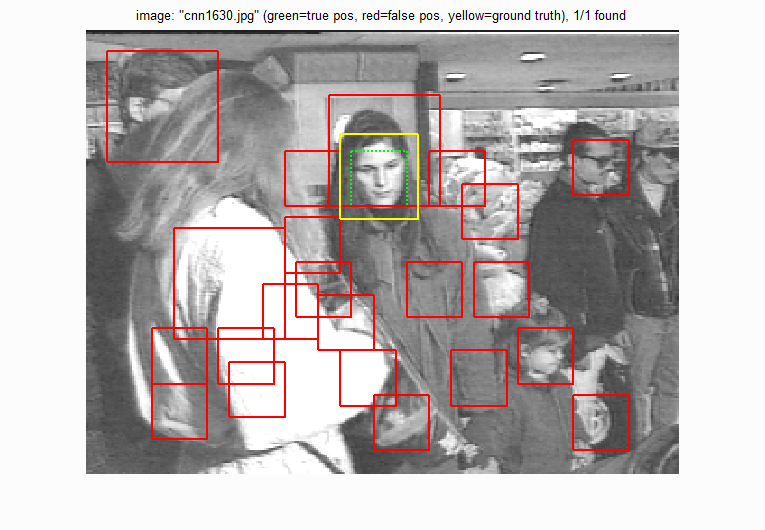 image: "cnn1630.jpg" (green=true pos, red=false pos, yellow=ground truth), 1/1 found